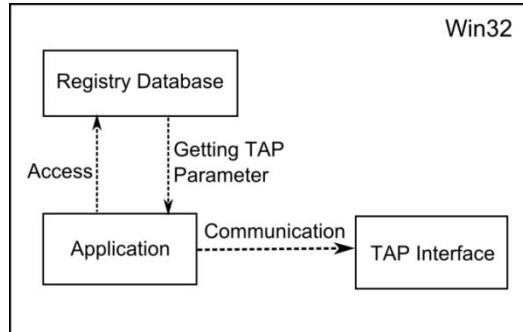 Win32
Registry Database
Access
Getting TAP
Parameter
Application
Communication
TAP Interface